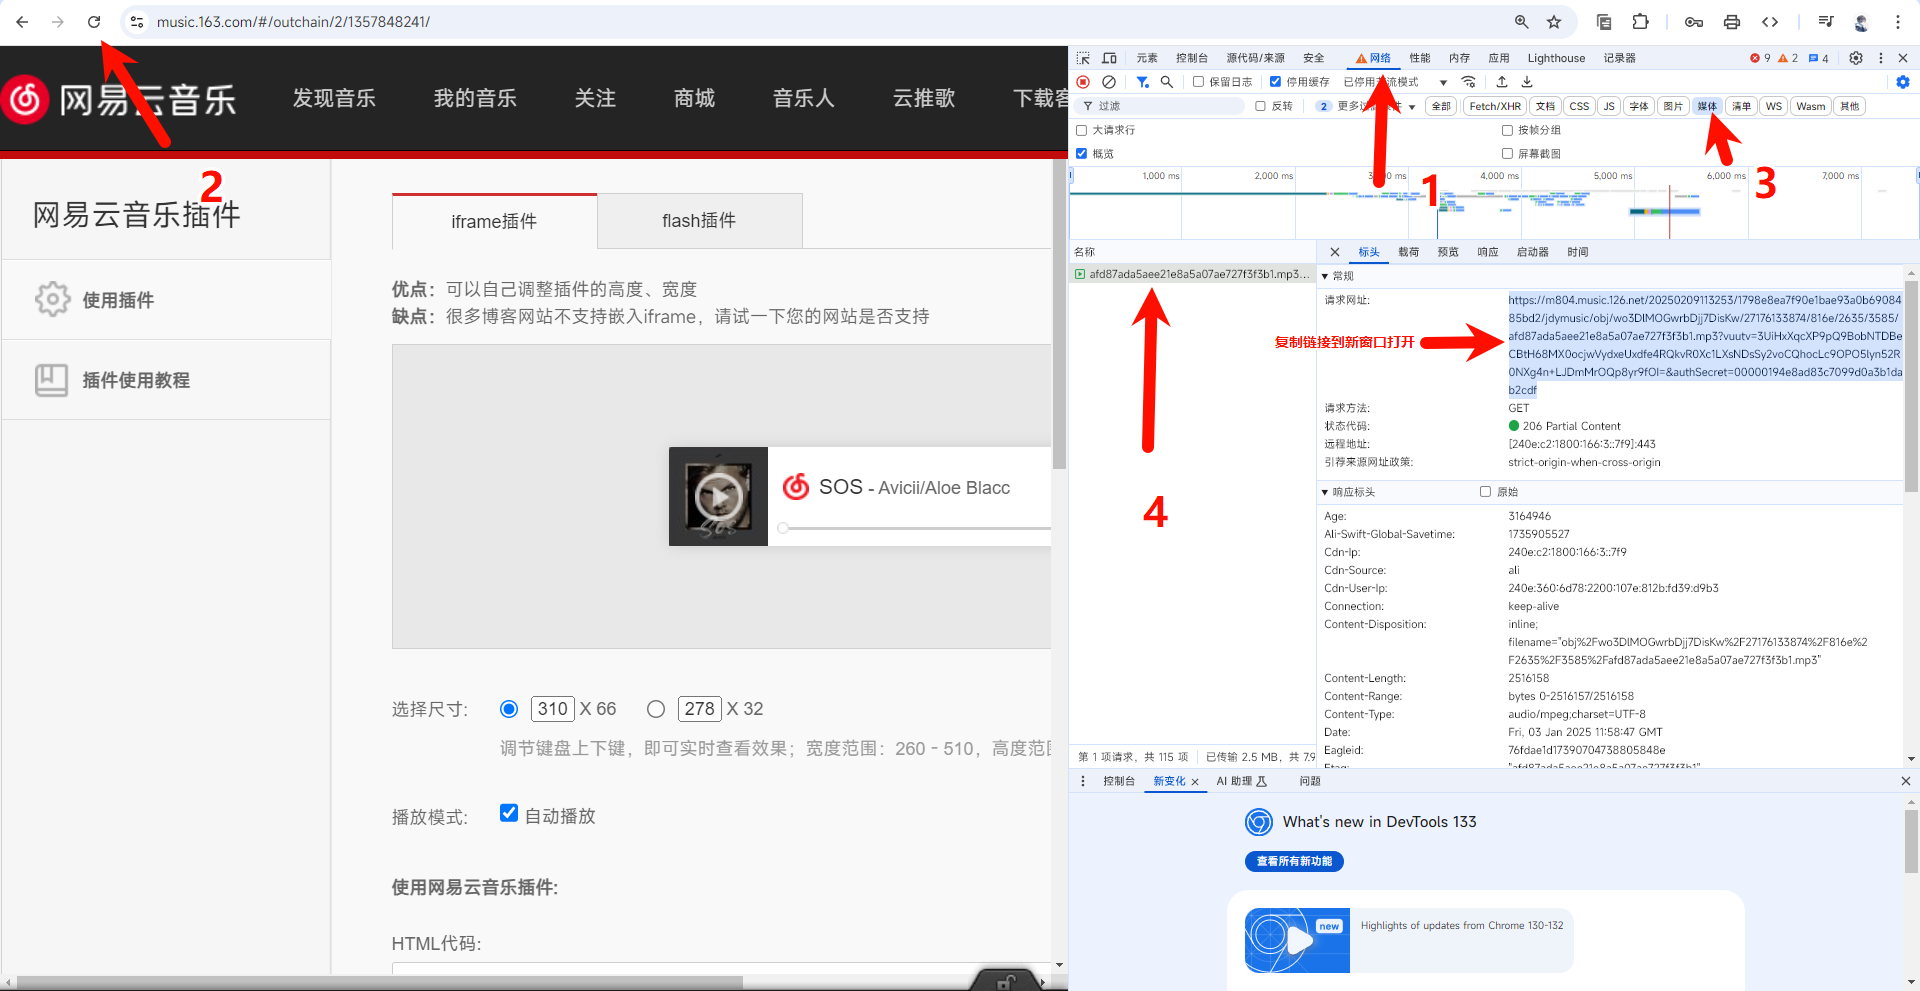 music.163.com/#/outchain/2/1357848241/
网易云音乐
发现音乐
我的音乐
关注
商城
音乐人
云推歌
下载客
2
网易云音乐插件
使用插件
插件使用教程
iframe插件
flash插件
优点：可以自己调整插件的高度、宽度
缺点：很多博客网站不支持嵌入iframe，请试一下您的网站是否支持
SOS - Avicii/Aloe Blacc
SOS
选择尺寸:
310 X 66
278 X 32
调节键盘上下键，即可实时查看效果；宽度范围：260 - 510，高度范围
播放模式:
自动播放
使用网易云音乐插件:
HTML代码:
元素
控制台
源代码/来源
安全
网络
性能
内存
应用
Lighthouse
记录器
9
2
4
保留日志
停用缓存
过滤
反转
2
全部
Fetch/XHR
文档
CSS
JS
字体
图片
媒体
清单
WS
Wasm
其他
大请求行
按帧分组
概览
屏幕截图
1,000 ms
2,000 ms
4,000 ms
5,000 ms
6,000 ms
7,000 ms
1
3
名称
afd87ada5aee21e8a5a07ae727f3f3b1.mp3...
4
标头
载荷
预览
响应
启动器
时间
常规
请求网址:
https://m804.music.126.net/20250209113253/1798e8ea7f90e1bae93a0b69084
85bd2/jdymusic/obj/wo3DlMOGwrbDjj7DisKw/27176133874/816e/2635/3585/
afd87ada5aee21e8a5a07ae727f3f3b1.mp3?vuutv=3UiHxXqcXP9pQ9BobNTDBe
CBtH68MX0ocjwVydxeUxdfe4RQkvR0Xc1LXsNDsSy2voCQhocLc9OPO5lyn52R
0NXg4n+LJDmMrOQp8yr9fOI=&authSecret=00000194e8ad83c7099d0a3b1da
b2cdf
复制链接到新窗口打开
请求方法:
GET
状态代码:
206 Partial Content
远程地址:
[240e:c2:1800:166:3::7f9]:443
引荐来源网址政策:
strict-origin-when-cross-origin
响应标头
原始
Age:
3164946
Ali-Swift-Global-Savetime:
1735905527
Cdn-Ip:
240e:c2:1800:166:3::7f9
Cdn-Source:
ali
Cdn-User-Ip:
240e:360:6d78:2200:107e:812b:fd39:d9b3
Connection:
keep-alive
Content-Disposition:
inline;
filename="obj%2Fwo3DlMOGwrbDjj7DisKw%2F27176133874%2F816e%2
F2635%2F3585%2Fafd87ada5aee21e8a5a07ae727f3f3b1.mp3"
Content-Length:
2516158
Content-Range:
bytes 0-2516157/2516158
Content-Type:
audio/mpeg;charset=UTF-8
Date:
Fri, 03 Jan 2025 11:58:47 GMT
Eagleid:
76fdae1d17390704738805848e
Etag:
"afd87ada5aee21e8a5a07ae727f3f3b1"
第 1 项请求，共 115 项
已传输 2.5 MB，共 7.9
控制台
新变化
AI 助理
问题
What's new in DevTools 133
查看所有新功能
new
Highlights of updates from Chrome 130-132